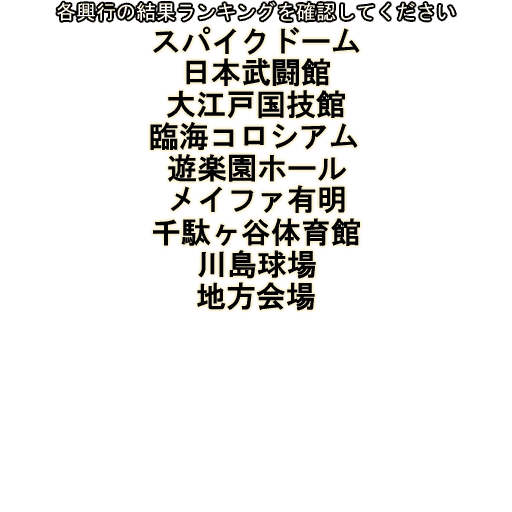 各興行の結果ランキングを確認してください
スパイクドーム
日本武闘館
大江戸国技館
臨海コロシアム
遊楽園ホール
メイファ有明
千駄ヶ谷体育館
川島球場
地方会場